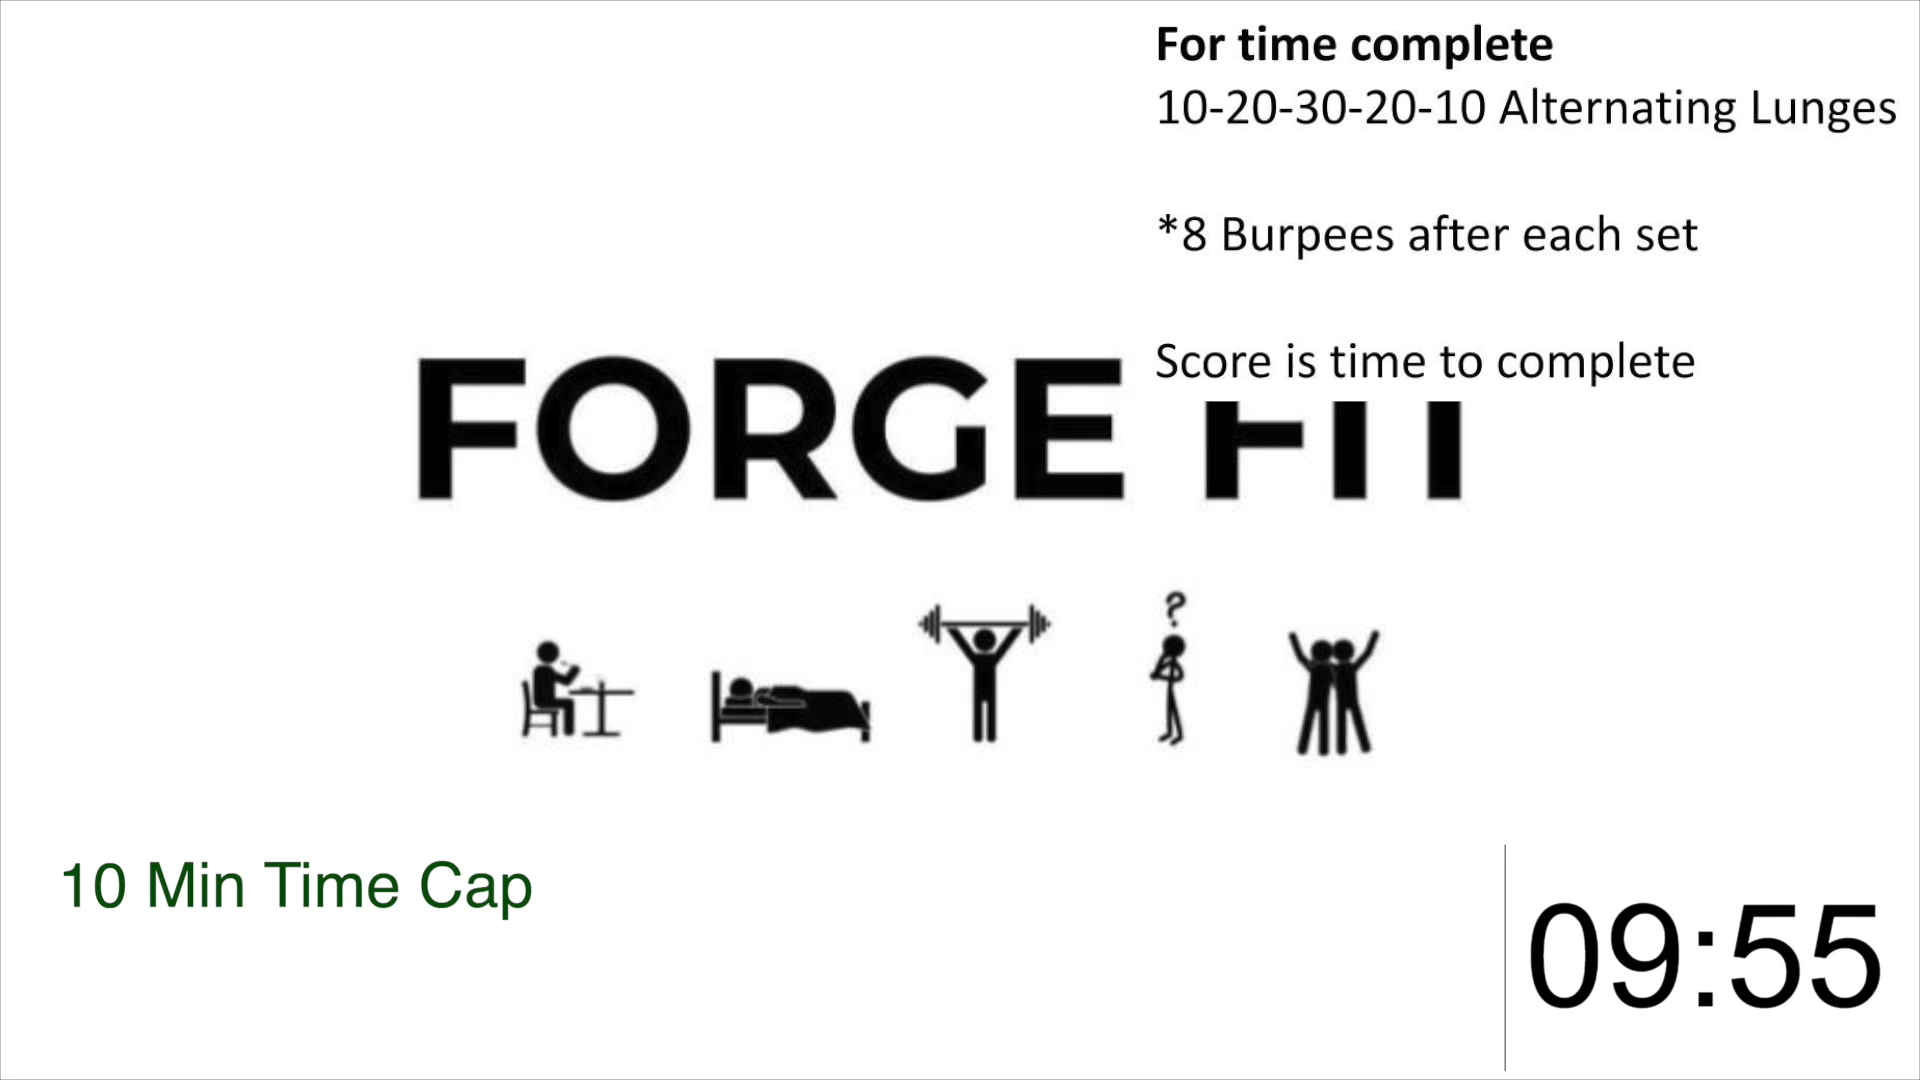 For time complete
10-20-30-20-10 Alternating Lunges
*8 Burpees after each set
Score is time to complete
FORGE FIT
?
10 Min Time Cap
09:55